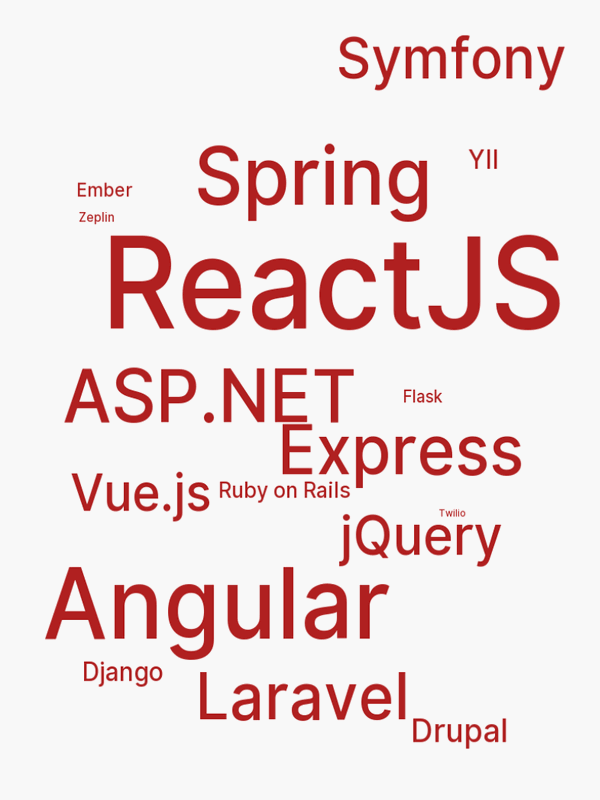 Symfony
Spring
YII
Ember
Zeplin
ReactJS
ASP.NET
Flask
Express
Vue.js
Ruby on Rails
Twilio
jQuery
Angular
Django
Laravel
Drupal